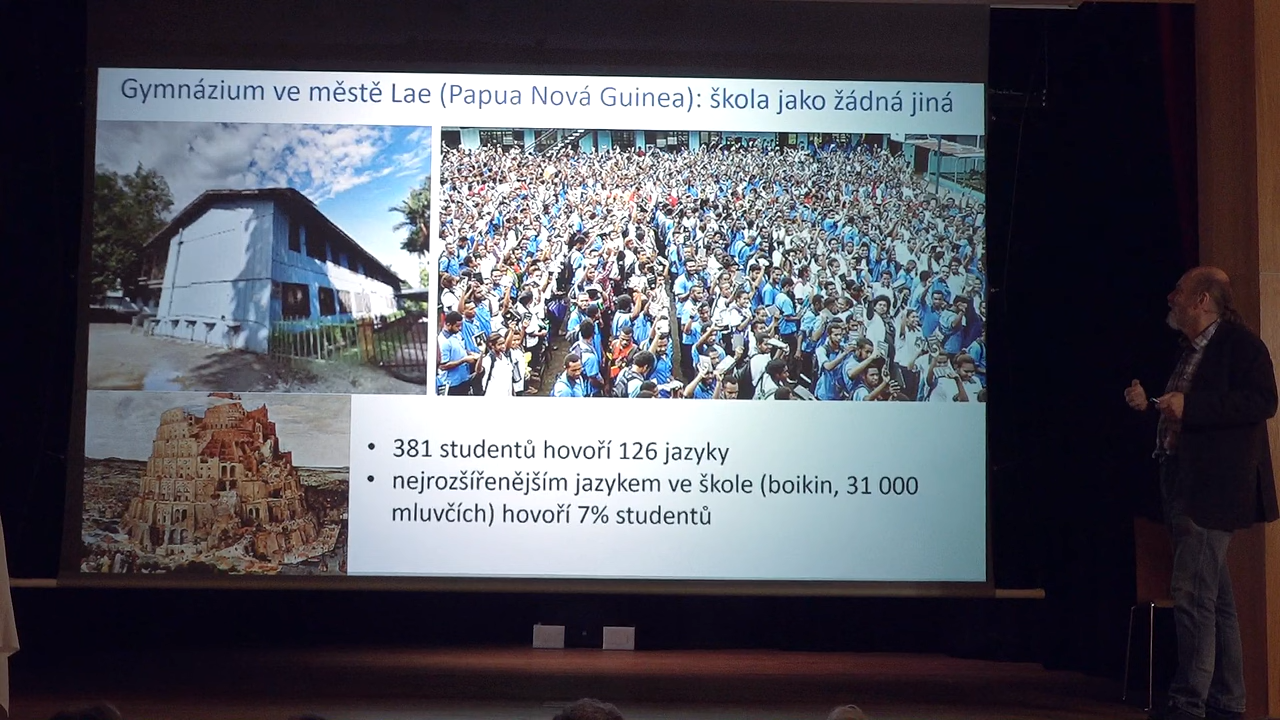 Gymnázium ve městě Lae (Papua Nová Guinea): škola jako žádná jiná
• 381 studentů hovoří 126 jazyky
• nejrozšířenějším jazykem ve škole (boikin, 31 000
mluvčích) hovoří 7% studentů